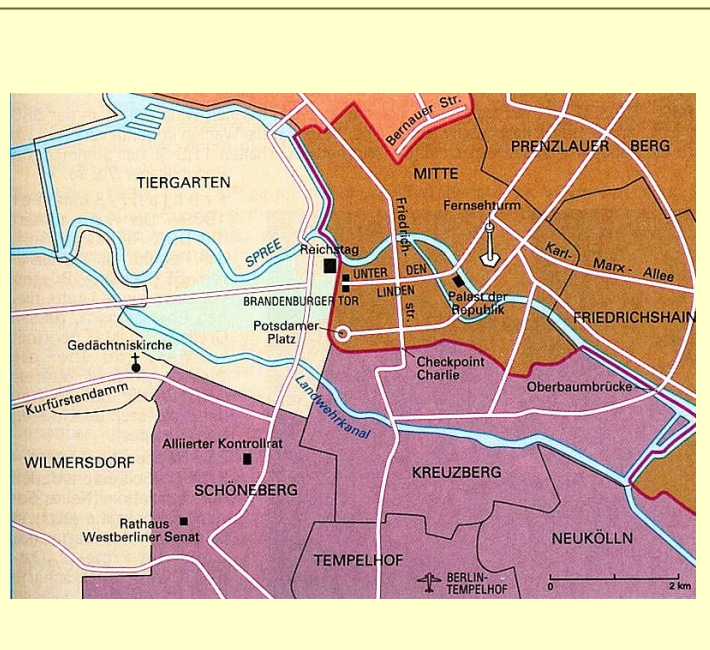 Bernauer Str.
PRENZLAUER BERG
MITTE
TIERGARTEN
Fernsehturm
Friedrich-
str.
SPREE
Reichstag
Karl-
Marx-Allee
UNTER DEN
LINDEN
BRANDENBURGER TOR
Palast der
Republik
FRIEDRICHSHAIN
Potsdamer
Platz
Gedächtniskirche
Checkpoint
Charlie
Oberbaumbrücke
Kurfürstendamm
Landwehrkanal
Alliierter Kontrollrat
WILMERSDORF
SCHÖNEBERG
KREUZBERG
Rathaus
Westberliner Senat
NEUKÖLLN
TEMPELHOF
BERLIN-
TEMPELHOF
0
2 km